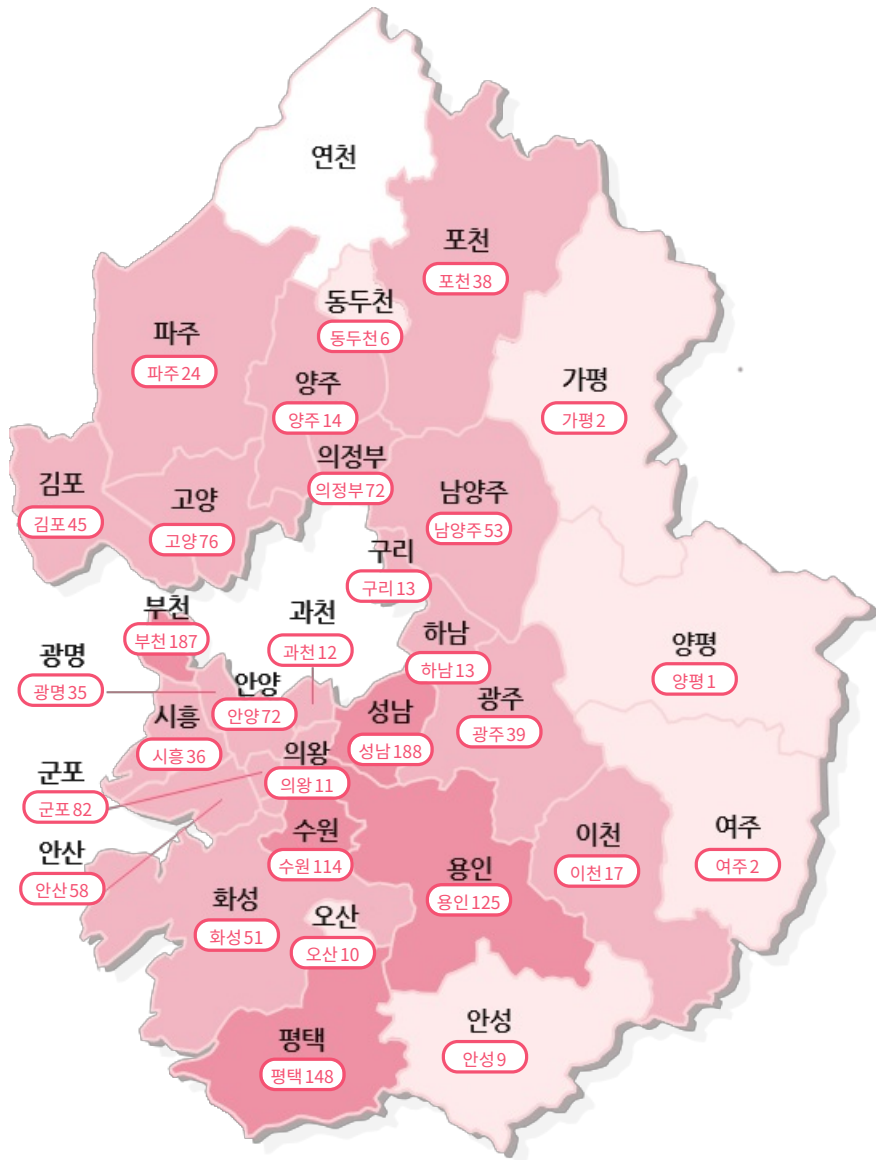 연천
포천
포천38
동두천
동두천6
파주
파주24
양주
양주14
가평
가평2
의정부
의정부72
김포
김포45
고양
고양76
남양주
남양주53
구리
구리13
부천
부천187
과천
과천12
하남
하남13
양평
양평1
광명
광명35
안양
안양72
시흥
시흥36
성남
성남188
광주
광주39
의왕
의왕11
군포
군포82
수원
수원114
안산
안산58
용인
용인125
이천
이천17
여주
여주2
화성
화성51
오산
오산10
안성
안성9
평택
평택148